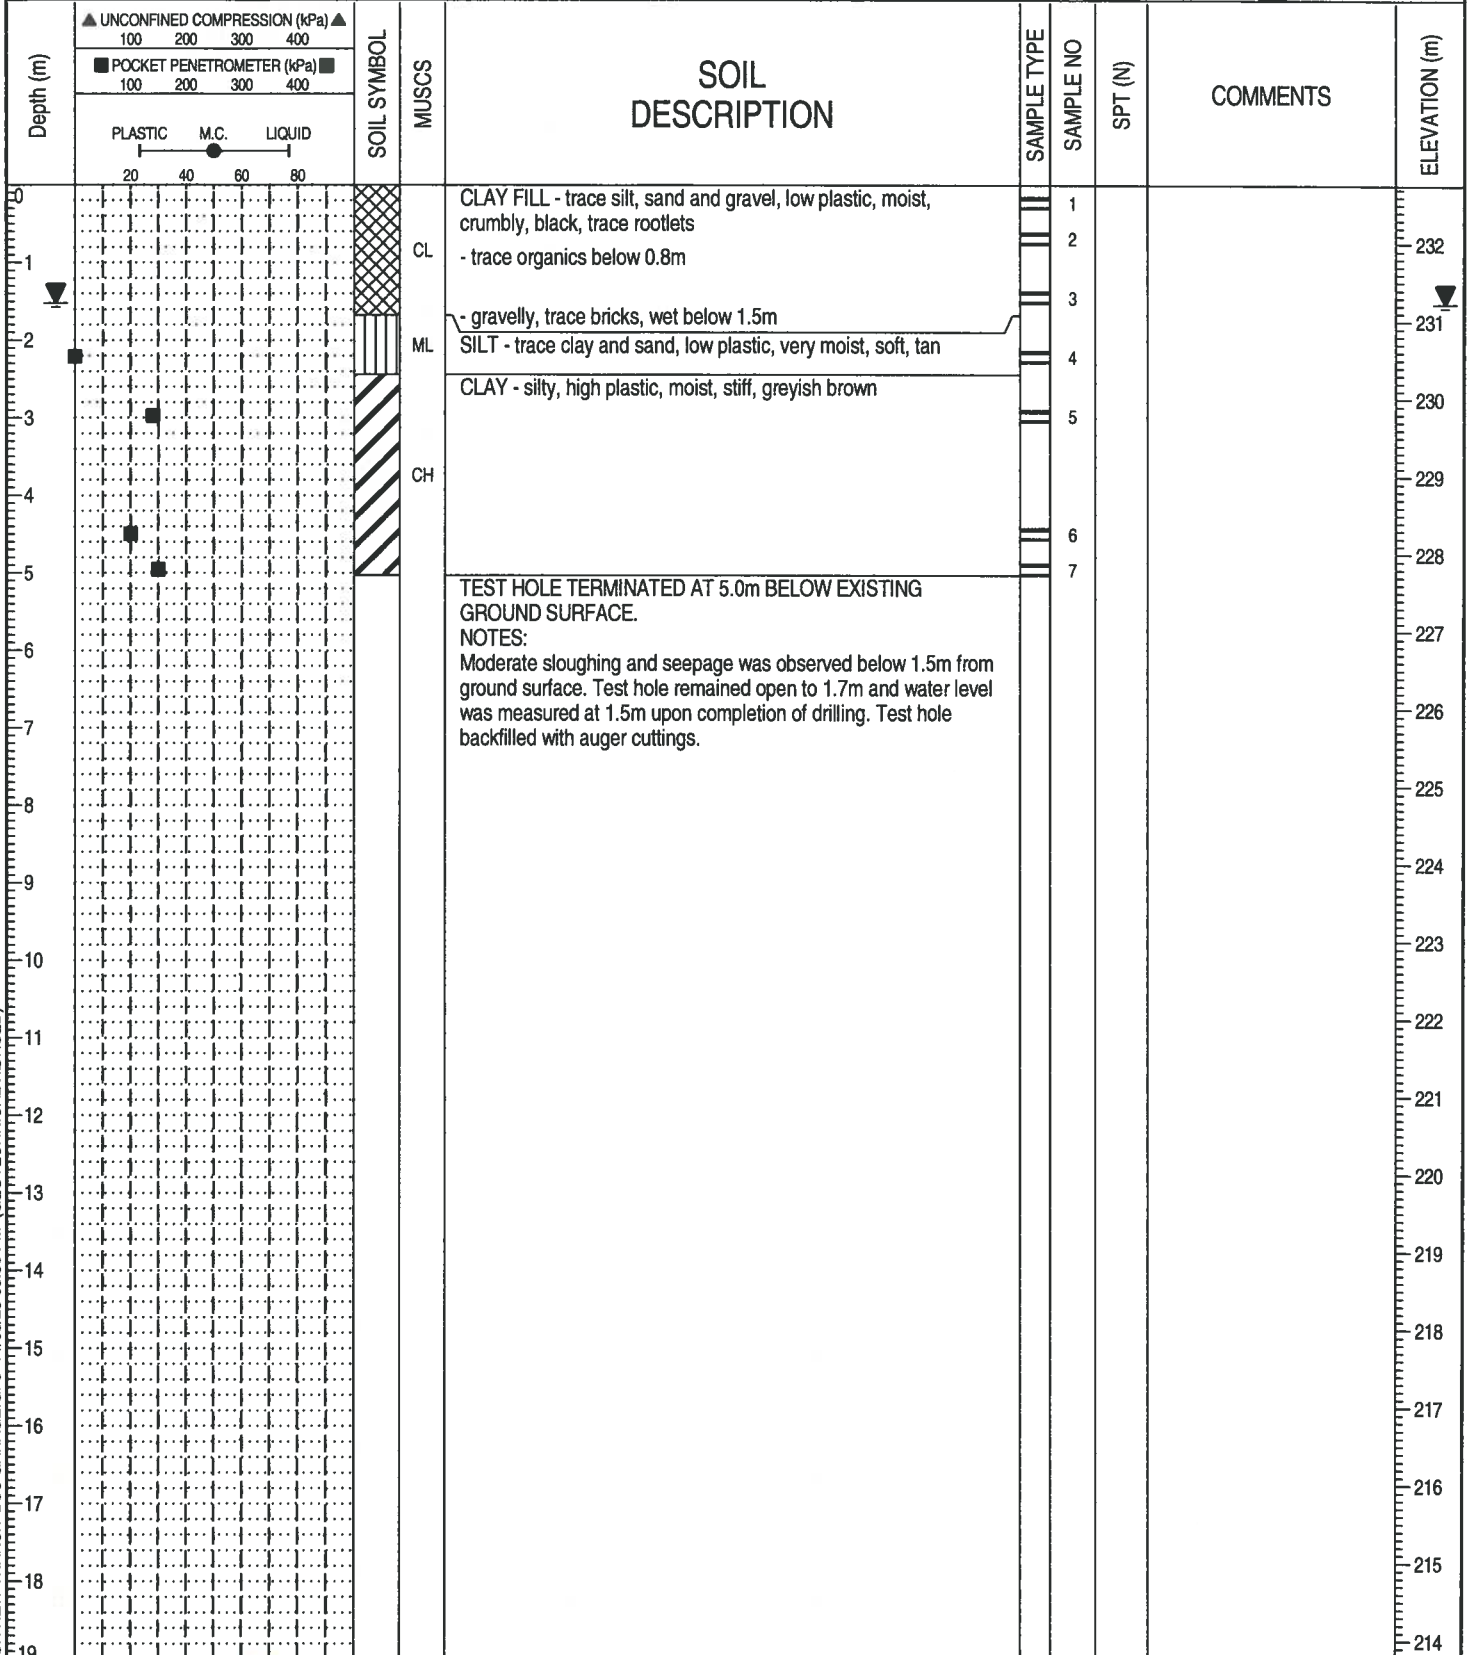 Depth (m)
▲ UNCONFINED COMPRESSION (kPa) ▲
100 200 300 400
■ POCKET PENETROMETER (kPa) ■
100 200 300 400
PLASTIC M.C. LIQUID
20 40 60 80
SOIL SYMBOL
MUSCS
SOIL
DESCRIPTION
SAMPLE TYPE
SAMPLE NO
SPT (N)
COMMENTS
ELEVATION (m)
0
CLAY FILL - trace silt, sand and gravel, low plastic, moist,
crumbly, black, trace rootlets
1
2
CL
- trace organics below 0.8m
232
1
3
- gravelly, trace bricks, wet below 1.5m
231
2
ML
SILT - trace clay and sand, low plastic, very moist, soft, tan
4
CLAY - silty, high plastic, moist, stiff, greyish brown
230
3
5
CH
229
4
6
228
5
7
TEST HOLE TERMINATED AT 5.0m BELOW EXISTING
GROUND SURFACE.
NOTES:
227
6
Moderate sloughing and seepage was observed below 1.5m from
ground surface. Test hole remained open to 1.7m and water level
was measured at 1.5m upon completion of drilling. Test hole
backfilled with auger cuttings.
226
7
225
8
224
9
223
10
222
11
221
12
220
13
219
14
218
15
217
16
216
17
215
18
214
19